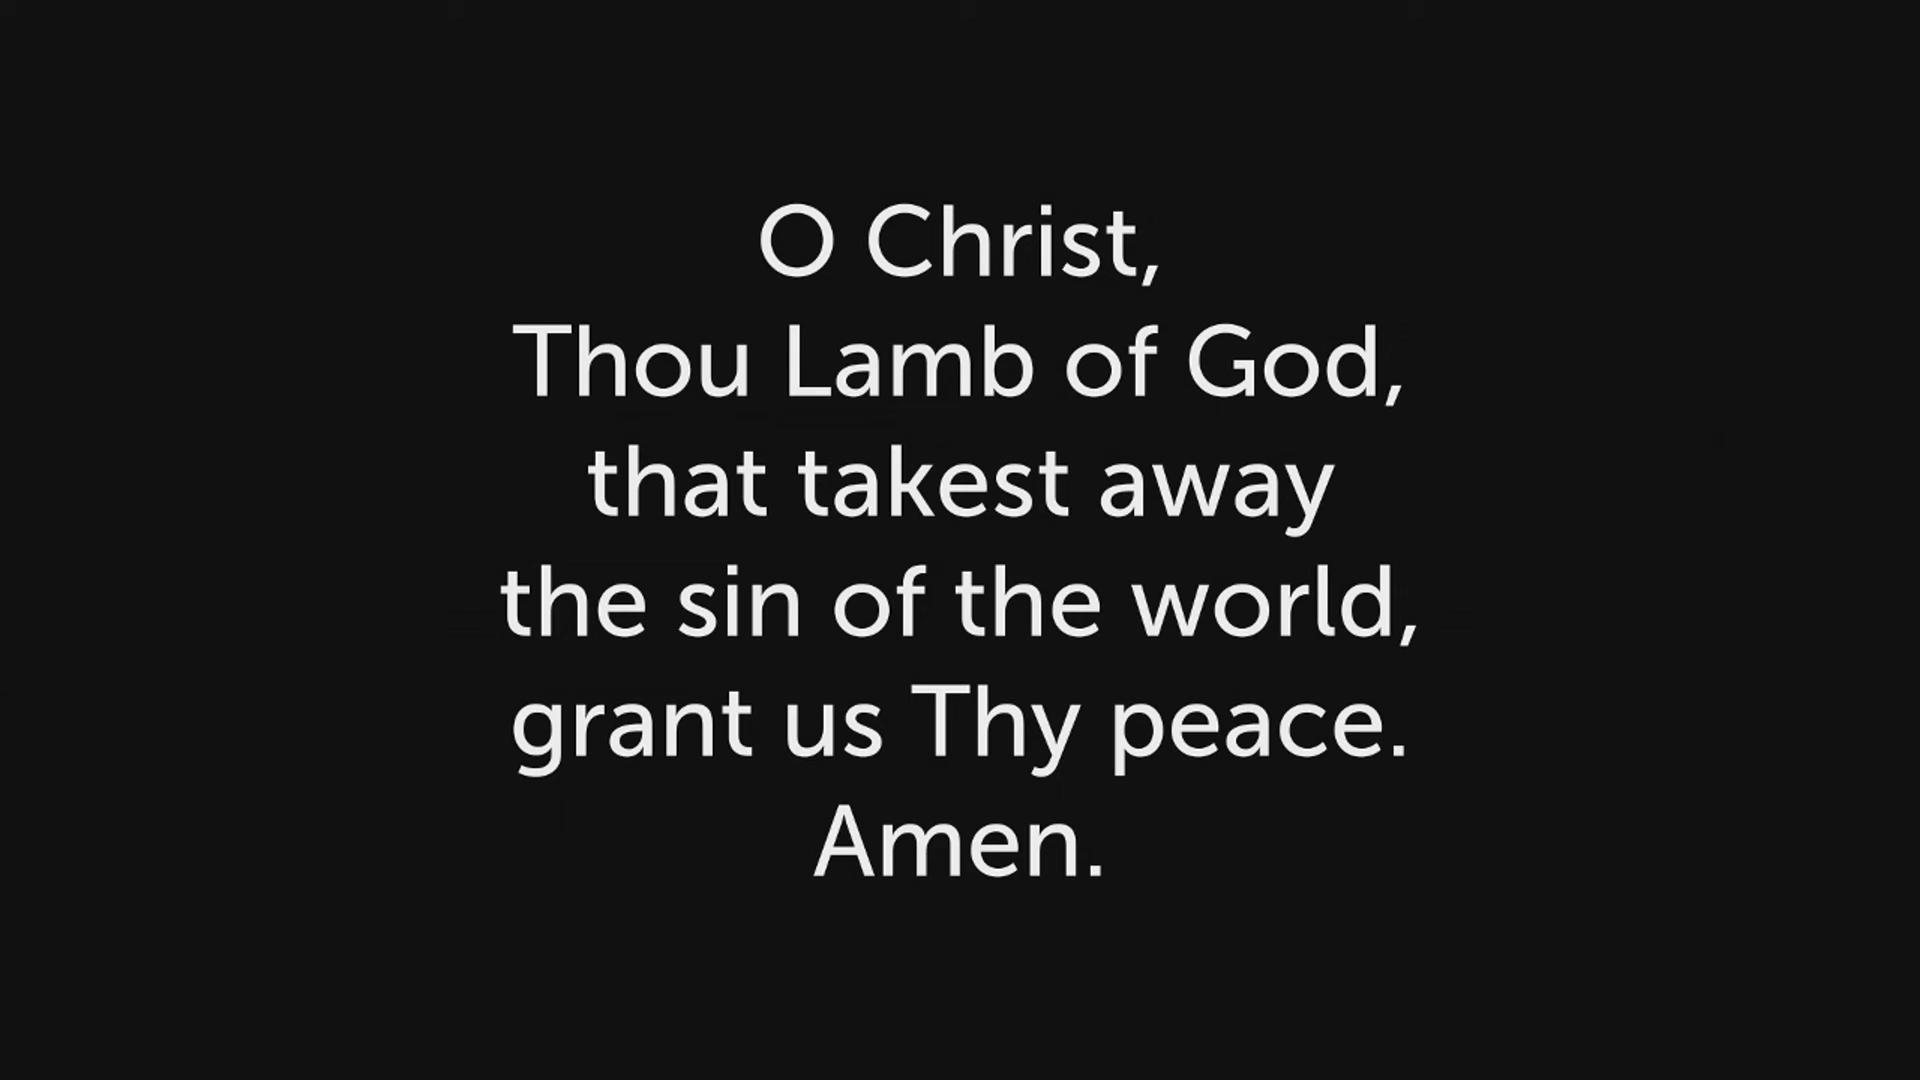 O Christ,
Thou Lamb of God,
that takest away
the sin of the world,
grant us Thy peace.
Amen.